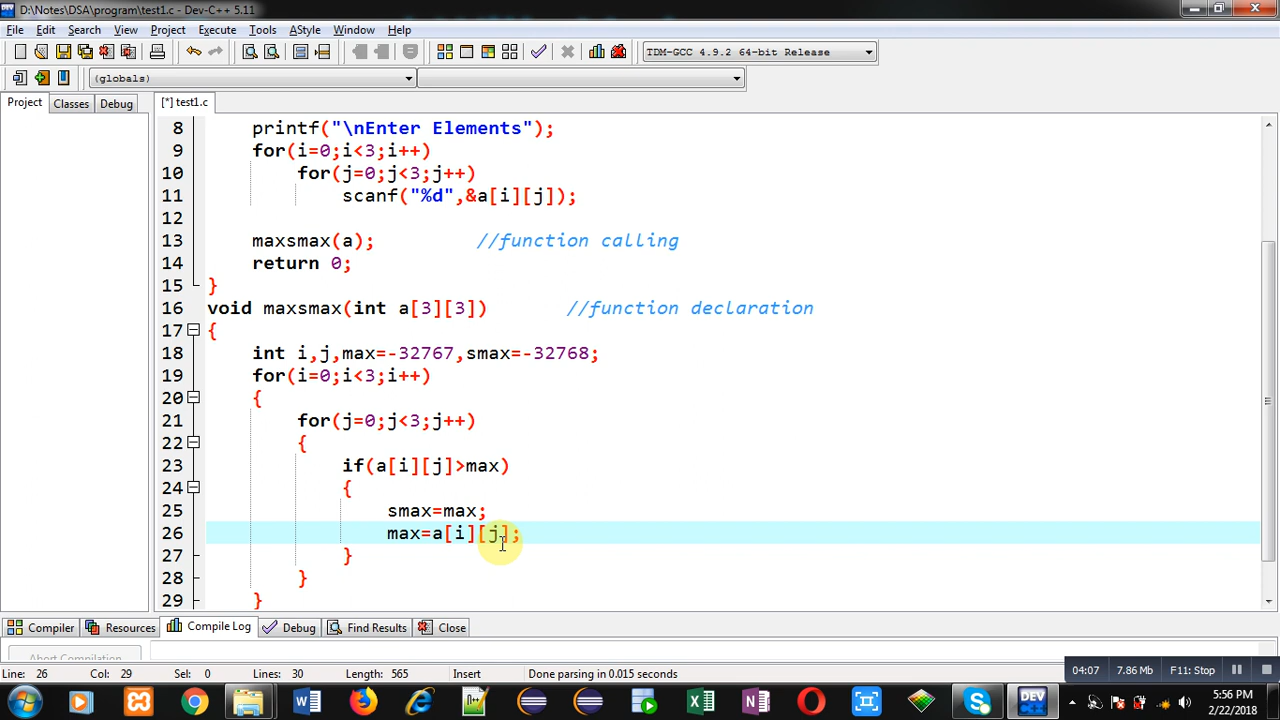 D:\Notes\DSA\program\test1.c - Dev-C++ 5.11
File Edit Search View Project Execute Tools AStyle Window Help
TDM-GCC 4.9.2 64-bit Release
(globals)
Project Classes Debug [*] test1.c
8 printf("\nEnter Elements");
9 for(i=0;i<3;i++)
10 for(j=0;j<3;j++)
11 scanf("%d",&a[i][j]);
12
13 maxsmax(a); //function calling
14 return 0;
15 }
16 void maxsmax(int a[3][3]) //function declaration
17 {
18 int i,j,max=-32767,smax=-32768;
19 for(i=0;i<3;i++)
20 {
21 for(j=0;j<3;j++)
22 {
23 if(a[i][j]>max)
24 {
25 smax=max;
26 max=a[i][j];
27 }
28 }
29 }
Compiler Resources Compile Log Debug Find Results Close
Abort Compilation
Line: 26 Col: 29 Sel: 0 Lines: 30 Length: 565 Insert Done parsing in 0.015 seconds
04:07 7.86 Mb F11: Stop
DEV
5:56 PM
2/22/2018